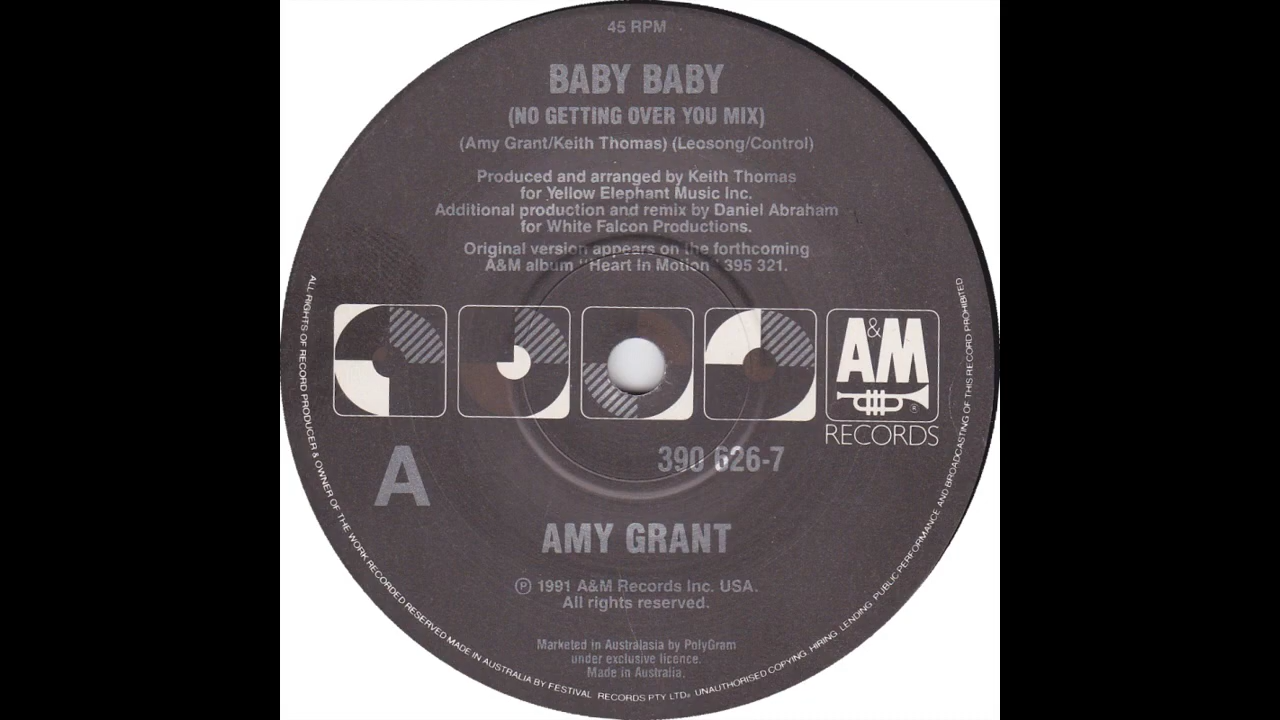 45 RPM
BABY BABY
(NO GETTING OVER YOU MIX)
(Amy Grant/Keith Thomas) (Leosong/Control)
Produced and arranged by Keith Thomas
for Yellow Elephant Music Inc.
Additional production and remix by Daniel Abraham
for White Falcon Productions.
Original version appears on the forthcoming
A&M album "Heart In Motion" 395 321.
A&M
®
RECORDS
A
390 626-7
AMY GRANT
Ⓟ 1991 A&M Records Inc. USA.
All rights reserved.
Marketed in Australasia by PolyGram
under exclusive licence.
Made in Australia.
ALL RIGHTS OF RECORD PRODUCER & OWNER OF THE WORK RECORDED RESERVED MADE IN AUSTRALIA BY FESTIVAL RECORDS PTY LTD. UNAUTHORISED COPYING HIRING LENDING PUBLIC PERFORMANCE AND BROADCASTING OF THIS RECORD PROHIBITED